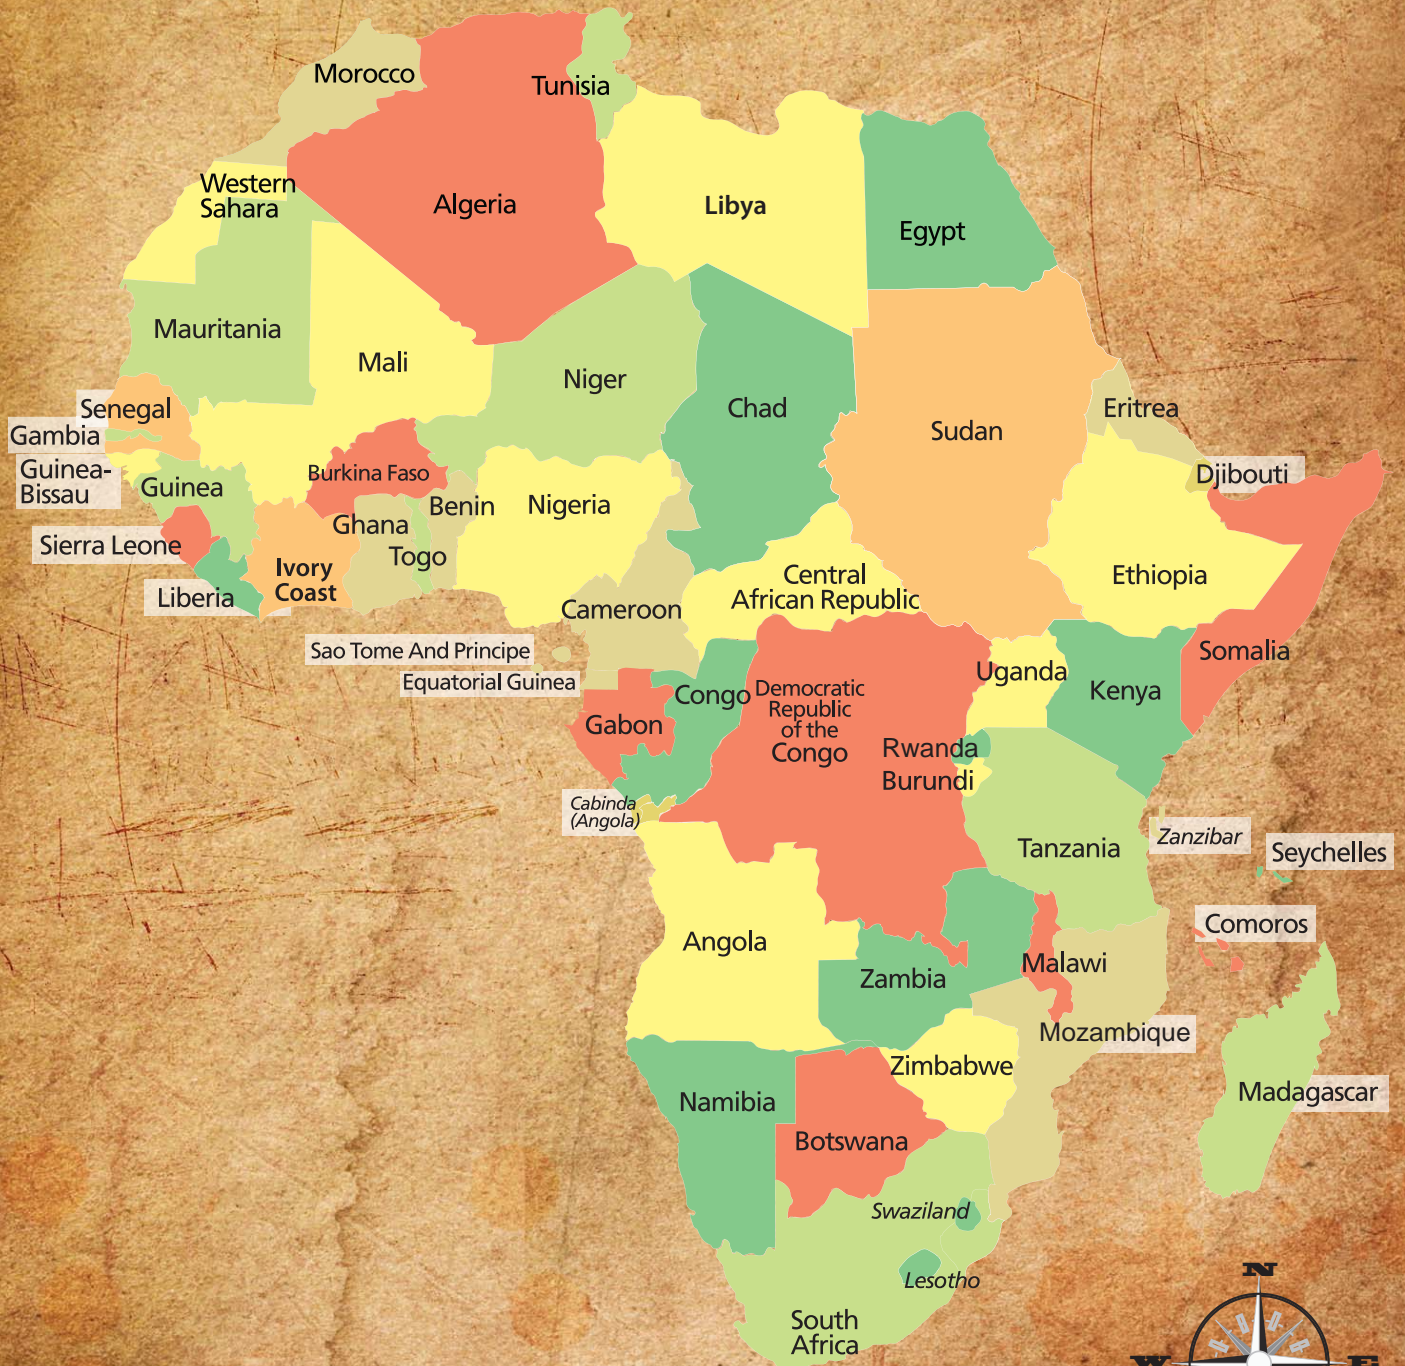 Morocco
Tunisia
Western
Sahara
Algeria
Libya
Egypt
Mauritania
Mali
Niger
Chad
Sudan
Eritrea
Senegal
Gambia
Guinea-
Bissau
Guinea
Burkina Faso
Djibouti
Benin
Nigeria
Ghana
Sierra Leone
Togo
Ivory
Coast
Liberia
Central
African Republic
Ethiopia
Cameroon
Sao Tome And Principe
Equatorial Guinea
Somalia
Uganda
Kenya
Congo
Democratic
Republic
of the
Congo
Gabon
Rwanda
Burundi
Cabinda
(Angola)
Tanzania
Zanzibar
Seychelles
Comoros
Angola
Malawi
Zambia
Mozambique
Zimbabwe
Madagascar
Namibia
Botswana
Swaziland
Lesotho
South
Africa
N
W
E